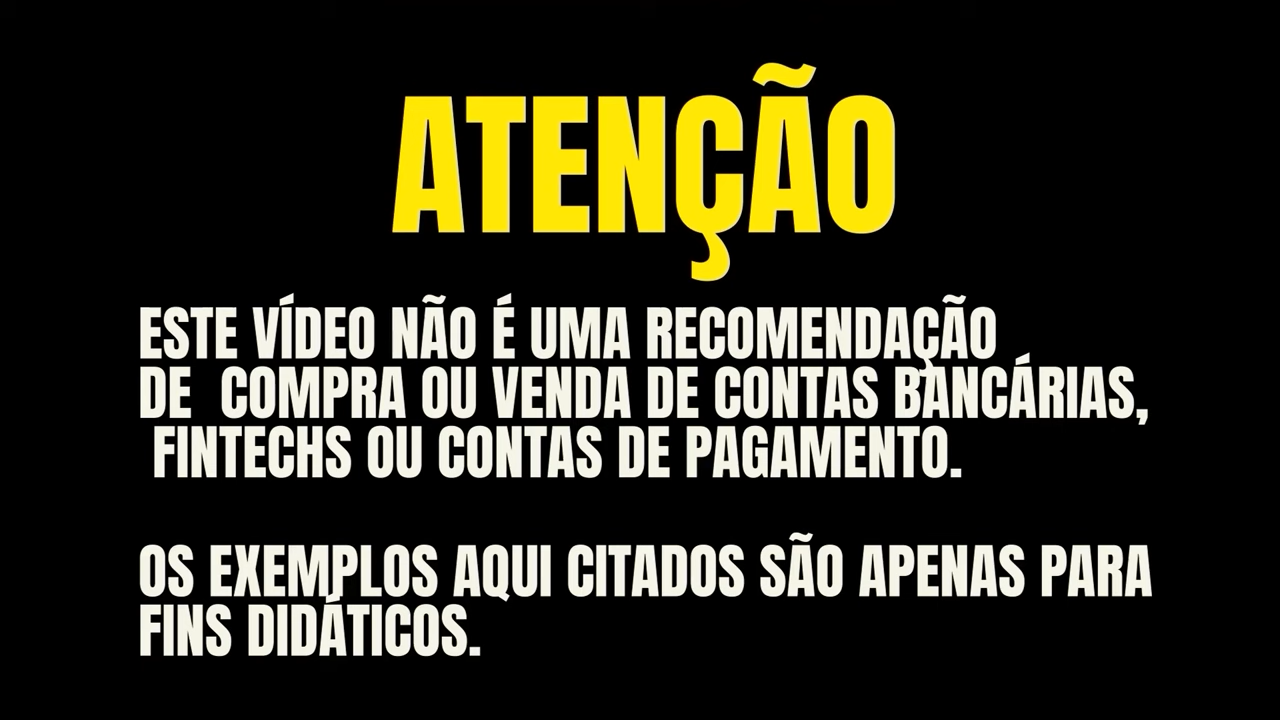 ATENÇÃO
ESTE VÍDEO NÃO É UMA RECOMENDAÇÃO
DE COMPRA OU VENDA DE CONTAS BANCÁRIAS,
FINTECHS OU CONTAS DE PAGAMENTO.
OS EXEMPLOS AQUI CITADOS SÃO APENAS PARA
FINS DIDÁTICOS.